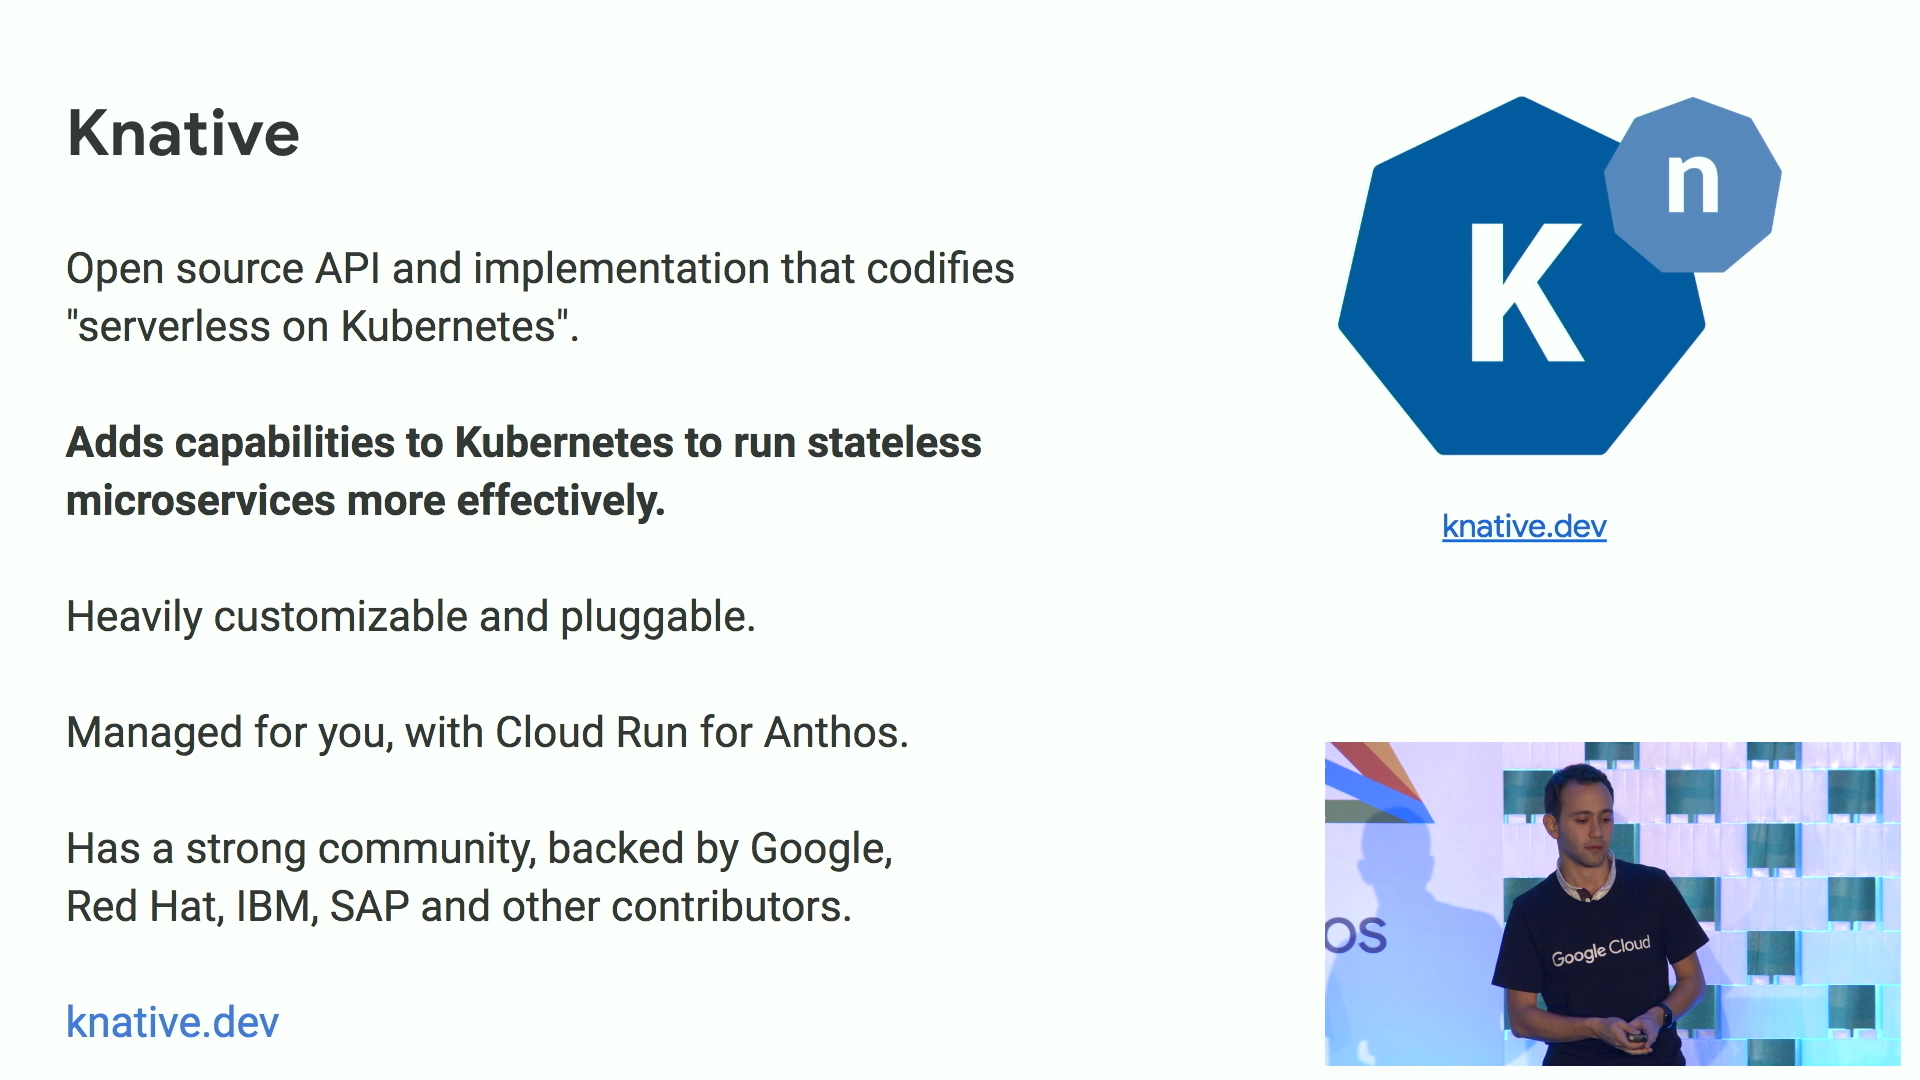 Knative
Open source API and implementation that codifies
"serverless on Kubernetes".
Adds capabilities to Kubernetes to run stateless
microservices more effectively.
Heavily customizable and pluggable.
Managed for you, with Cloud Run for Anthos.
Has a strong community, backed by Google,
Red Hat, IBM, SAP and other contributors.
knative.dev
K
n
knative.dev
os
Google Cloud